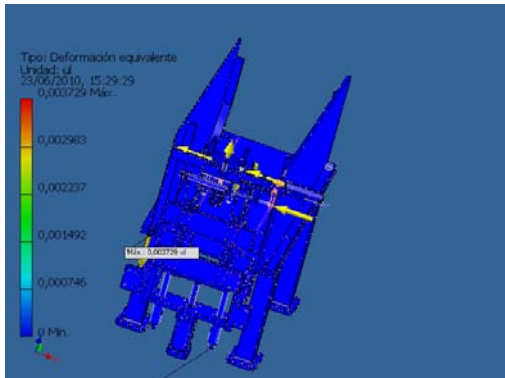 Tipo: Deformación equivalente
Unidad: ul
23/06/2010, 15:29:29
0,003729 Máx.
0,002983
0,002237
0,001492
0,000746
0 Mín.
Máx.: 0,003729 ul